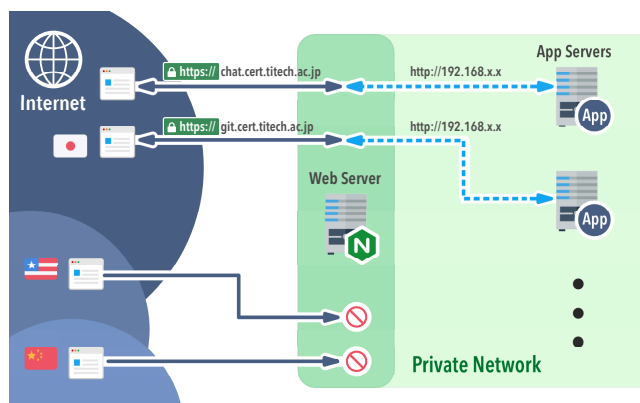 App Servers
https:// chat.cert.titech.ac.jp
http://192.168.x.x
Internet
App
https:// git.cert.titech.ac.jp
http://192.168.x.x
Web Server
App
N
Private Network